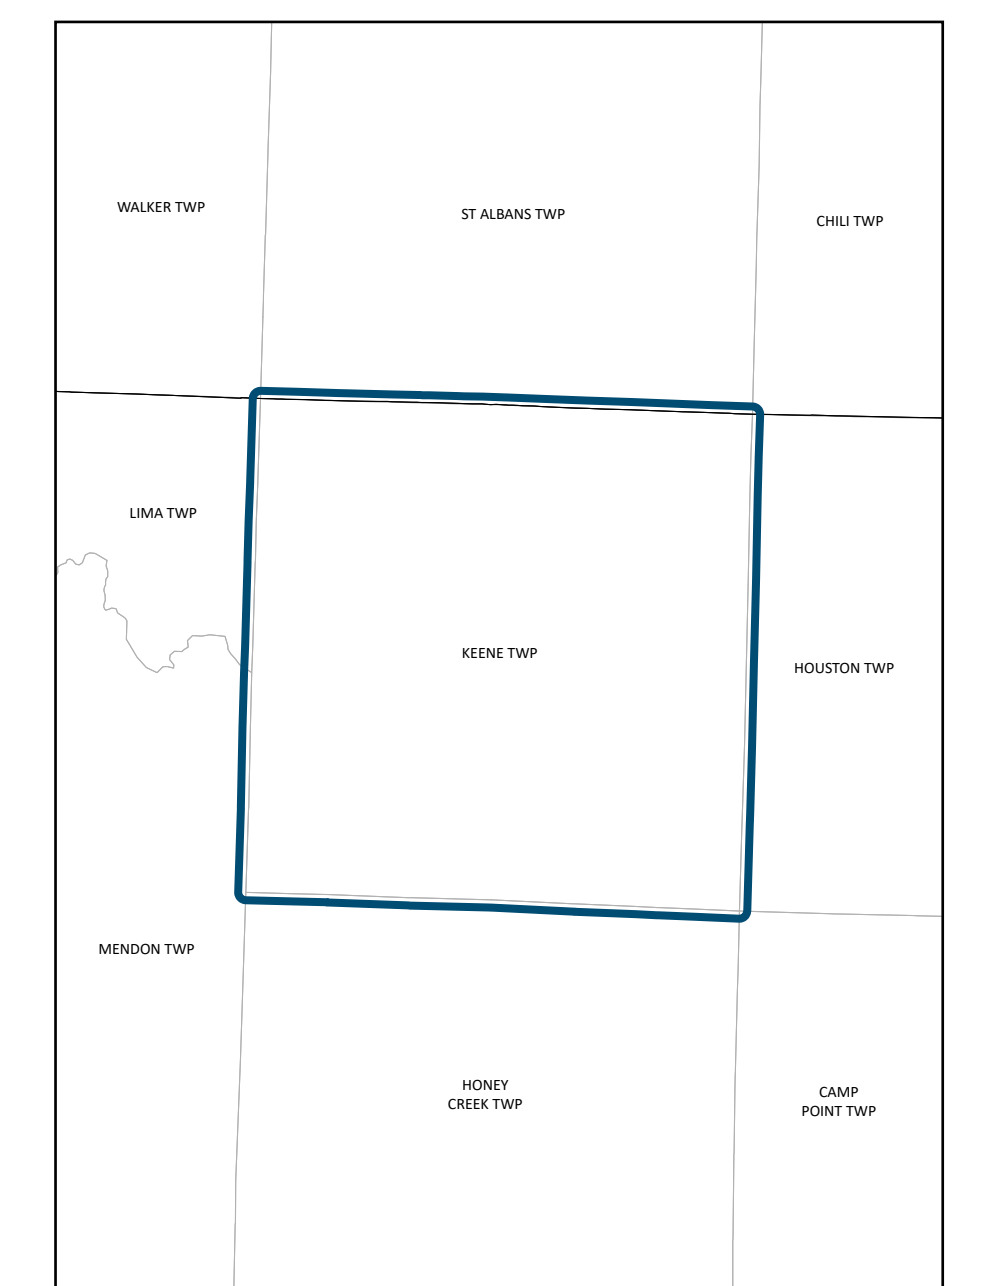 WALKER TWP
ST ALBANS TWP
CHILI TWP
LIMA TWP
KEENE TWP
HOUSTON TWP
MENDON TWP
HONEY
CREEK TWP
CAMP
POINT TWP